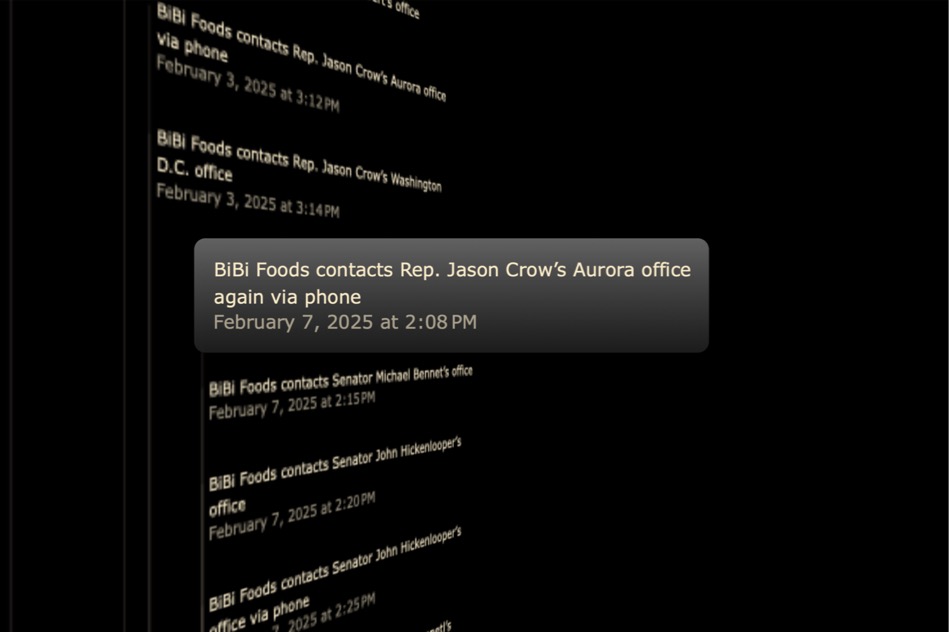 office
BiBi Foods contacts Rep. Jason Crow's Aurora office
via phone
February 3, 2025 at 3:12 PM
BiBi Foods contacts Rep. Jason Crow's Washington
D.C. office
February 3, 2025 at 3:14 PM
BiBi Foods contacts Rep. Jason Crow's Aurora office
again via phone
February 7, 2025 at 2:08 PM
BiBi Foods contacts Senator Michael Bennet's office
February 7, 2025 at 2:15 PM
BiBi Foods contacts Senator John Hickenlooper's
office
February 7, 2025 at 2:20 PM
BiBi Foods contacts Senator John Hickenlooper's
office via phone
7, 2025 at 2:25 PM